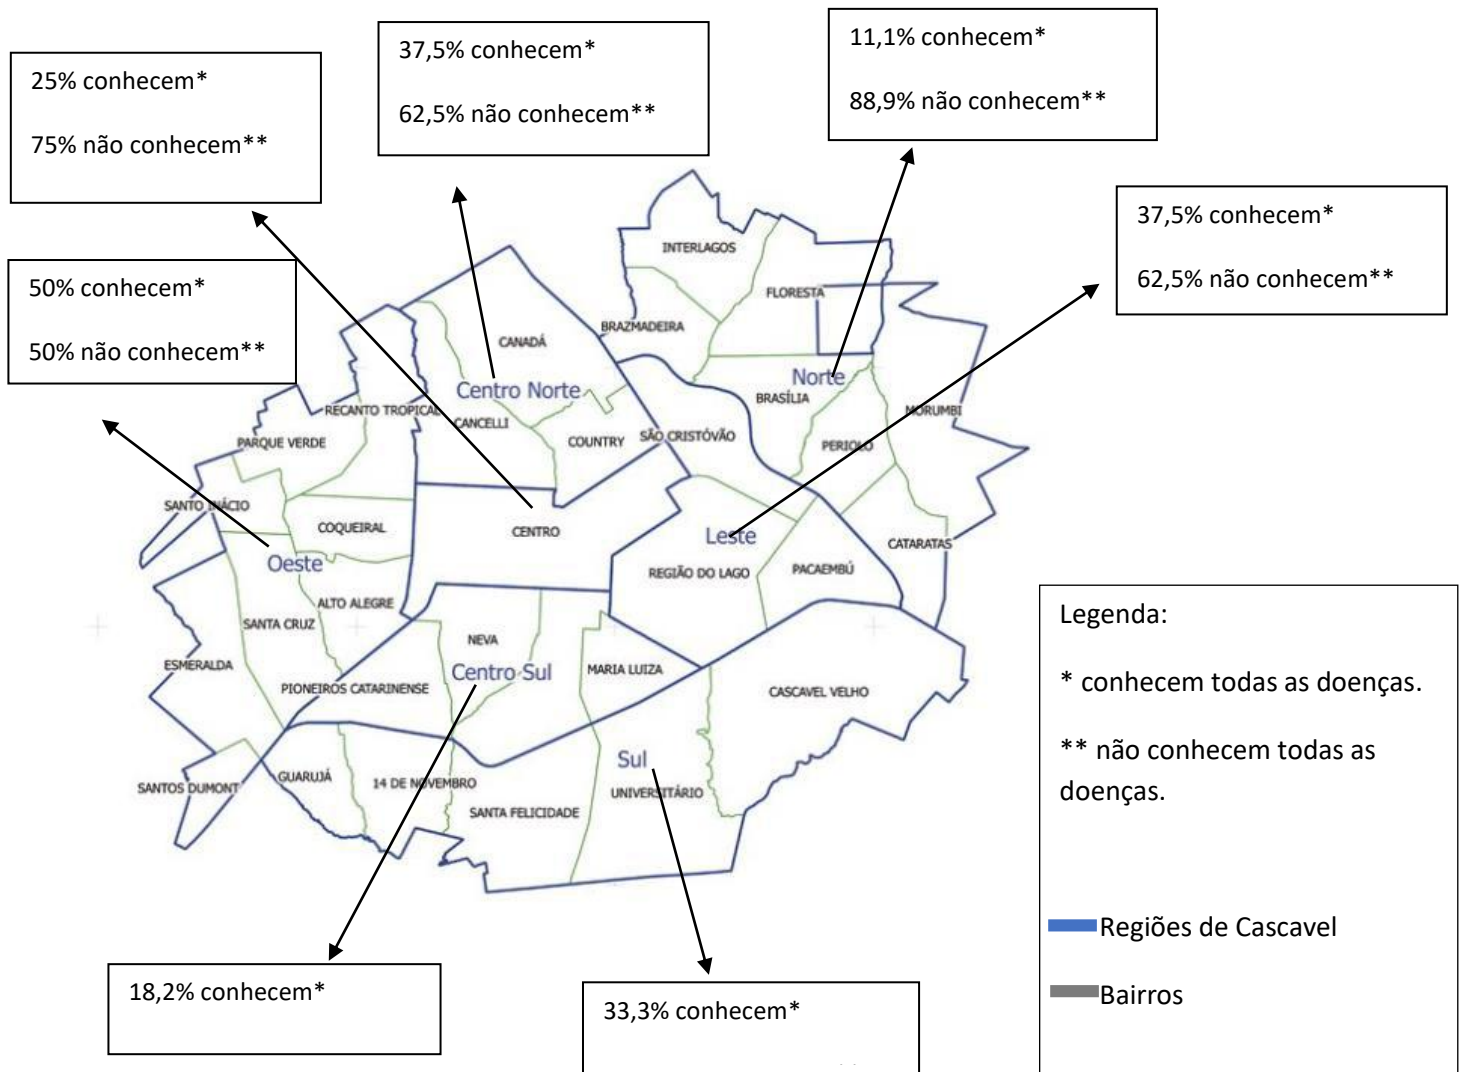 25% conhecem*
75% não conhecem**
37,5% conhecem*
62,5% não conhecem**
11,1% conhecem*
88,9% não conhecem**
37,5% conhecem*
62,5% não conhecem**
50% conhecem*
50% não conhecem**
INTERLAGOS
FLORESTA
BRAZMADEIRA
CANADÁ
Norte
Centro Norte
BRASÍLIA
RECANTO TROPICAL
MORUMBI
CANCELLI
COUNTRY
SÃO CRISTÓVÃO
PARQUE VERDE
PERIOLO
SANTO INÁCIO
COQUEIRAL
CENTRO
Leste
CATARATAS
Oeste
REGIÃO DO LAGO
PACAEMBÚ
ALTO ALEGRE
SANTA CRUZ
NEVA
ESMERALDA
Centro Sul
MARIA LUIZA
PIONEIROS CATARINENSE
CASCAVEL VELHO
Sul
GUARUJÁ
14 DE NOVEMBRO
SANTOS DUMONT
UNIVERSITÁRIO
SANTA FELICIDADE
Legenda:
* conhecem todas as doenças.
** não conhecem todas as
doenças.
Regiões de Cascavel
Bairros
18,2% conhecem*
33,3% conhecem*